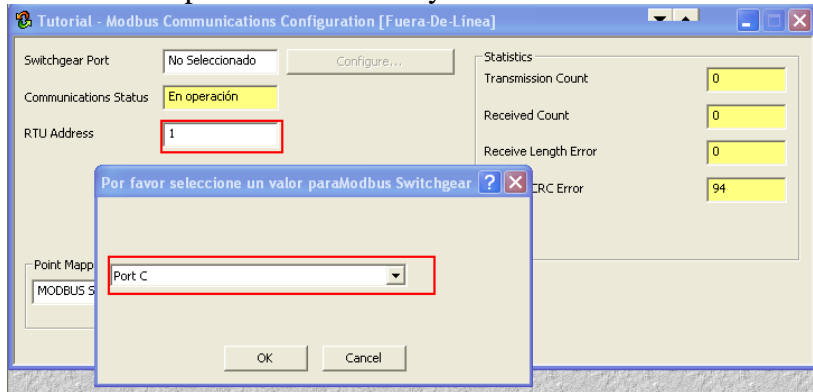 Tutorial - Modbus Communications Configuration [Fuera-De-Línea]
Switchgear Port
No Seleccionado
Configure...
Communications Status
En operación
RTU Address
1
Statistics
Transmission Count
0
Received Count
0
Receive Length Error
0
CRC Error
94
Por favor seleccione un valor paraModbus Switchgear
Port C
OK
Cancel
Point Mapp
MODBUS S